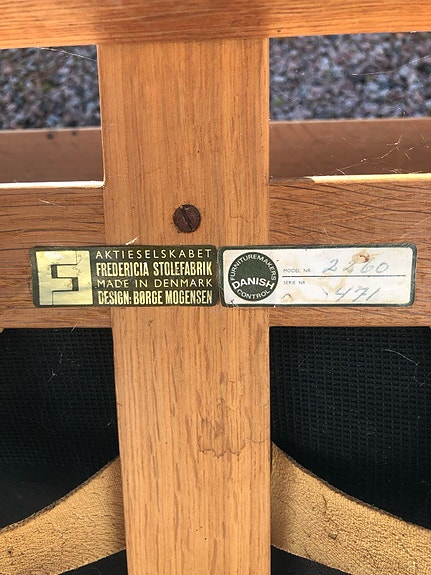 F
AKTIESELSKABET
FREDERICIA STOLEFABRIK
MADE IN DENMARK
DESIGN: BØRGE MOGENSEN
FURNITUREMAKERS
DANISH
CONTROL
MODEL NR. 2260
SERIE NR 471